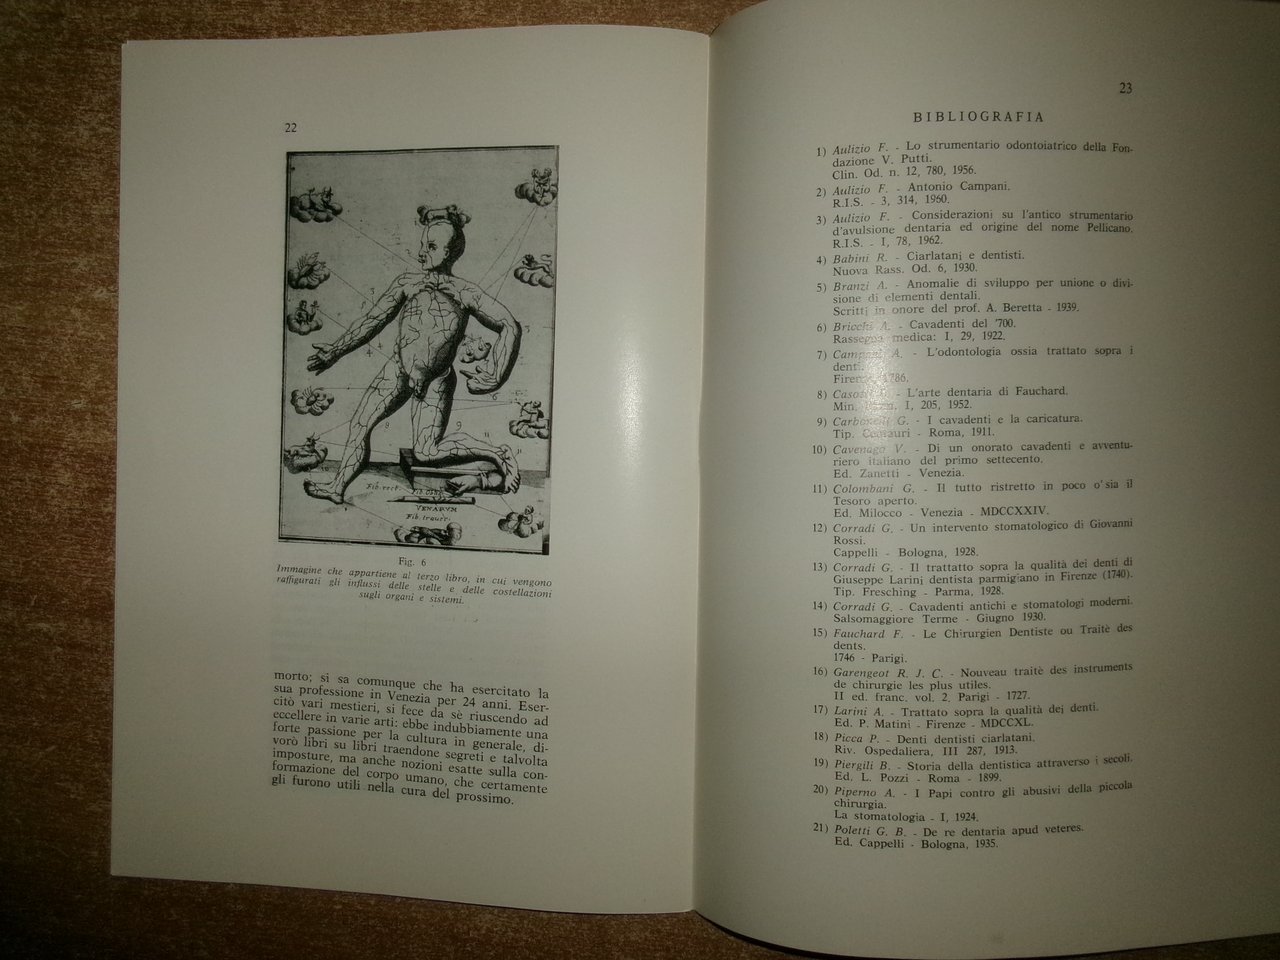 22
Fib. rect.
VENARVM
Fig. 6
Immagine che appartiene al terzo libro, in cui vengono
raffigurati gli influssi delle stelle e delle costellazioni
sugli organi e sistemi.
morto; si sa comunque che ha esercitato la
sua professione in Venezia per 24 anni. Eser-
citò vari mestieri, si fece da sè riuscendo ad
eccellere in varie arti: ebbe indubbiamente una
forte passione per la cultura in generale, di-
vorò libri su libri traendone segreti e talvolta
imposture, ma anche nozioni esatte sulla con-
formazione del corpo umano, che certamente
gli furono utili nella cura del prossimo.
23
BIBLIOGRAFIA
1) Aulizio F. - Lo strumentario odontoiatrico della Fon-
dazione V. Putti.
Clin. Od. n. 12, 780, 1956.
2) Aulizio F. - Antonio Campani.
R.I.S. - 3, 314, 1960.
3) Aulizio F. - Considerazioni su l'antico strumentario
d'avulsione dentaria ed origine del nome Pellicano.
R.I.S. - I, 78, 1962.
4) Babini R. - Ciarlatani e dentisti.
Nuova Rass. Od. 6, 1930.
5) Branzi A. - Anomalie di sviluppo per unione o divi-
sione di elementi dentali.
Scritti in onore del prof. A. Beretta - 1939.
6) Bricchi A. - Cavadenti del '700.
Rassegna medica: I, 29, 1922.
7) Campani A. - L'odontologia ossia trattato sopra i
denti.
Firenze, 1786.
8) - L'arte dentaria di Fauchard.
Min. I, 205, 1952.
9) G. - I cavadenti e la caricatura.
Tip. Centauri - Roma, 1911.
10) Cavenago V. - Di un onorato cavadenti e avventu-
riero italiano del primo settecento.
Ed. Zanetti - Venezia.
11) Colombani G. - Il tutto ristretto in poco o' sia il
Tesoro aperto.
Ed. Milocco - Venezia - MDCCXXIV.
12) Corradi G. - Un intervento stomatologico di Giovanni
Rossi.
Cappelli - Bologna, 1928.
13) Corradi G. - Il trattatto sopra la qualità dei denti di
Giuseppe Larini dentista parmigiano in Firenze (1740).
Tip. Fresching - Parma, 1928.
14) Corradi G. - Cavadenti antichi e stomatologi moderni.
Salsomaggiore Terme - Giugno 1930.
15) Fauchard F. - Le Chirurgien Dentiste ou Traitè des
dents.
1746 - Parigi.
16) Garengeot R. J. C. - Nouveau traitè des instruments
de chirurgie les plus utiles.
II ed. franc. vol. 2, Parigi - 1727.
17) Larini A. - Trattato sopra la qualità dei denti.
Ed. P. Matini - Firenze - MDCCXL.
18) Picca P. - Denti dentisti ciarlatani.
Riv. Ospedaliera, III 287, 1913.
19) Piergili B. - Storia della dentistica attraverso i secoli.
Ed. L. Pozzi - Roma - 1899.
20) Piperno A. - I Papi contro gli abusivi della piccola
chirurgia.
La stomatologia - I, 1924.
21) Poletti G. B. - De re dentaria apud veteres.
Ed. Cappelli - Bologna, 1935.